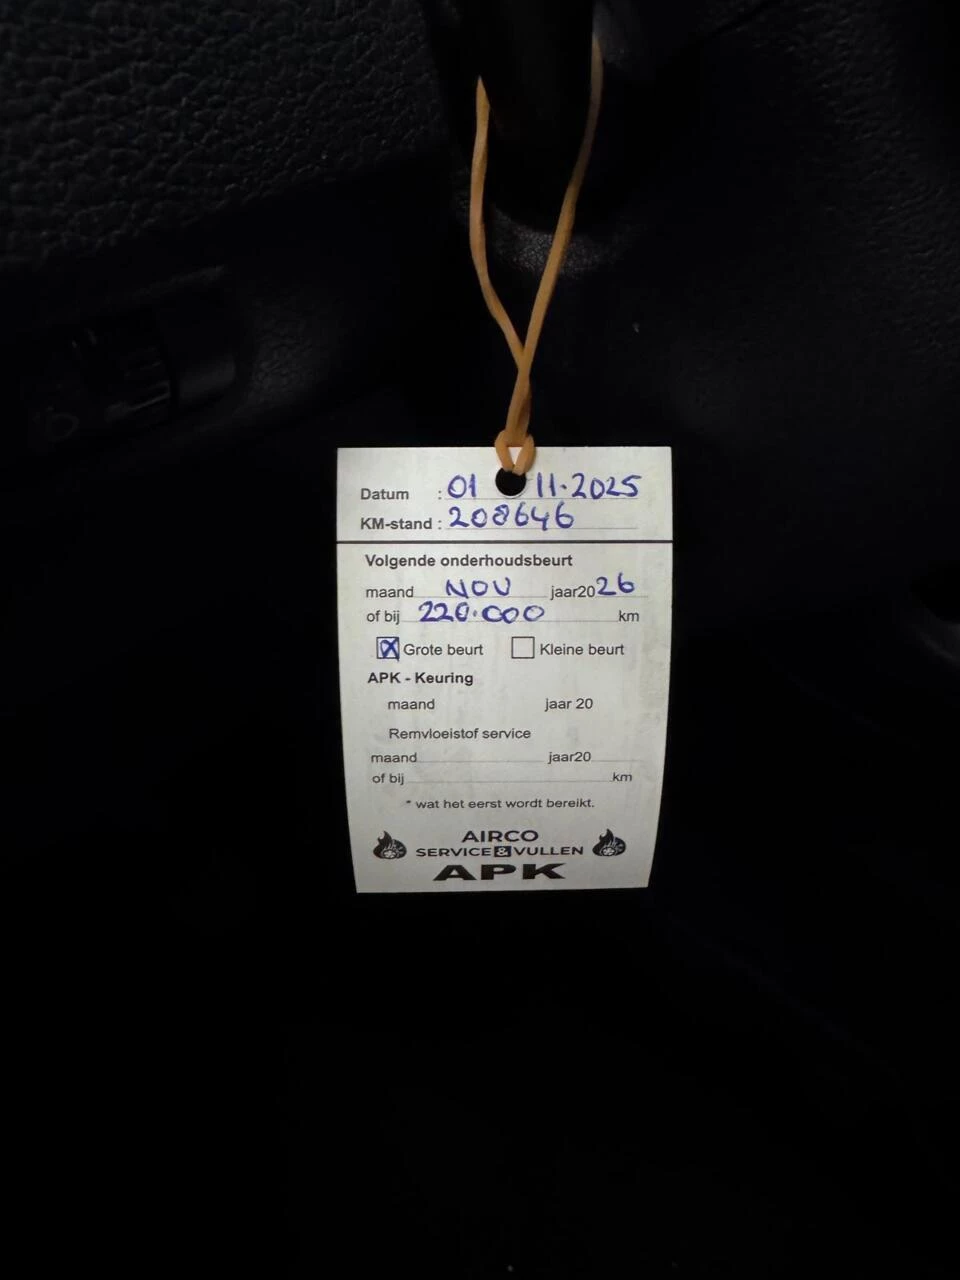 Datum : 01 11-2025
KM-stand : 208646
Volgende onderhoudsbeurt
maand NOV jaar2026
of bij 220.000 km
Grote beurt Kleine beurt
APK - Keuring
maand jaar 20
Remvloeistof service
maand jaar20
of bij km
* wat het eerst wordt bereikt.
AIRCO
SERVICE&VULLEN
APK